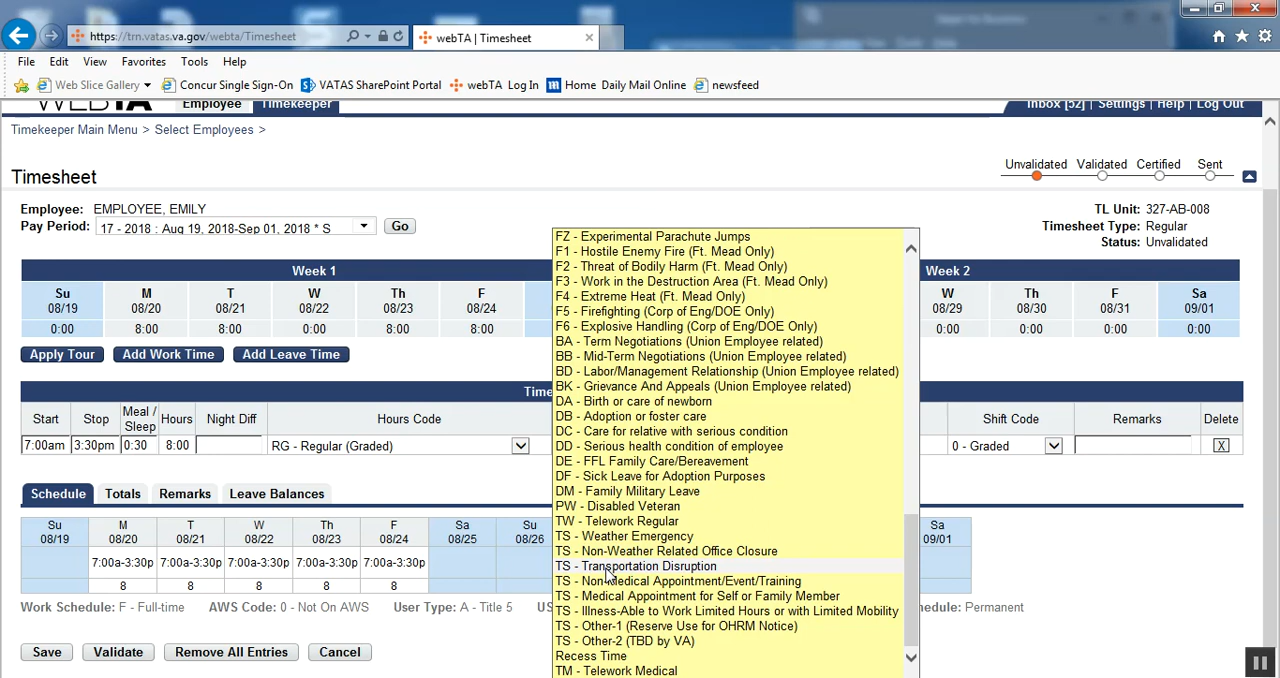 https://trn.vatas.va.gov/webta/Timesheet
webTA | Timesheet
File Edit View Favorites Tools Help
Web Slice Gallery Concur Single Sign-On VATAS SharePoint Portal webTA Log In Home Daily Mail Online newsfeed
Employee Timekeeper Inbox [52] | Settings | Help | Log Out
Timekeeper Main Menu > Select Employees >
Unvalidated Validated Certified Sent
Timesheet
Employee: EMPLOYEE, EMILY TL Unit: 327-AB-008
Pay Period: 17 - 2018 : Aug 19, 2018-Sep 01, 2018 * S Go Timesheet Type: Regular
Status: Unvalidated
Week 1 Week 2
Su M T W Th F W Th F Sa
08/19 08/20 08/21 08/22 08/23 08/24 08/29 08/30 08/31 09/01
0:00 8:00 8:00 8:00 8:00 8:00 0:00 0:00 0:00 0:00
Apply Tour Add Work Time Add Leave Time
Time
Start Stop Meal / Sleep Hours Night Diff Hours Code Shift Code Remarks Delete
7:00am 3:30pm 0:30 8:00 RG - Regular (Graded) 0 - Graded X
FZ - Experimental Parachute Jumps
F1 - Hostile Enemy Fire (Ft. Mead Only)
F2 - Threat of Bodily Harm (Ft. Mead Only)
F3 - Work in the Destruction Area (Ft. Mead Only)
F4 - Extreme Heat (Ft. Mead Only)
F5 - Firefighting (Corp of Eng/DOE Only)
F6 - Explosive Handling (Corp of Eng/DOE Only)
BA - Term Negotiations (Union Employee related)
BB - Mid-Term Negotiations (Union Employee related)
BD - Labor/Management Relationship (Union Employee related)
BK - Grievance And Appeals (Union Employee related)
DA - Birth or care of newborn
DB - Adoption or foster care
DC - Care for relative with serious condition
DD - Serious health condition of employee
DE - FFL Family Care/Bereavement
DF - Sick Leave for Adoption Purposes
DM - Family Military Leave
PW - Disabled Veteran
TW - Telework Regular
TS - Weather Emergency
TS - Non-Weather Related Office Closure
TS - Transportation Disruption
TS - Non-Medical Appointment/Event/Training
TS - Medical Appointment for Self or Family Member
TS - Illness-Able to Work Limited Hours or with Limited Mobility
TS - Other-1 (Reserve Use for OHRM Notice)
TS - Other-2 (TBD by VA)
Recess Time
TM - Telework Medical
Schedule Totals Remarks Leave Balances
Su M T W Th F Sa Su Sa
08/19 08/20 08/21 08/22 08/23 08/24 08/25 08/26 09/01
7:00a-3:30p 7:00a-3:30p 7:00a-3:30p 7:00a-3:30p 7:00a-3:30p
8 8 8 8 8
Work Schedule: F - Full-time AWS Code: 0 - Not On AWS User Type: A - Title 5 Permanent
Save Validate Remove All Entries Cancel